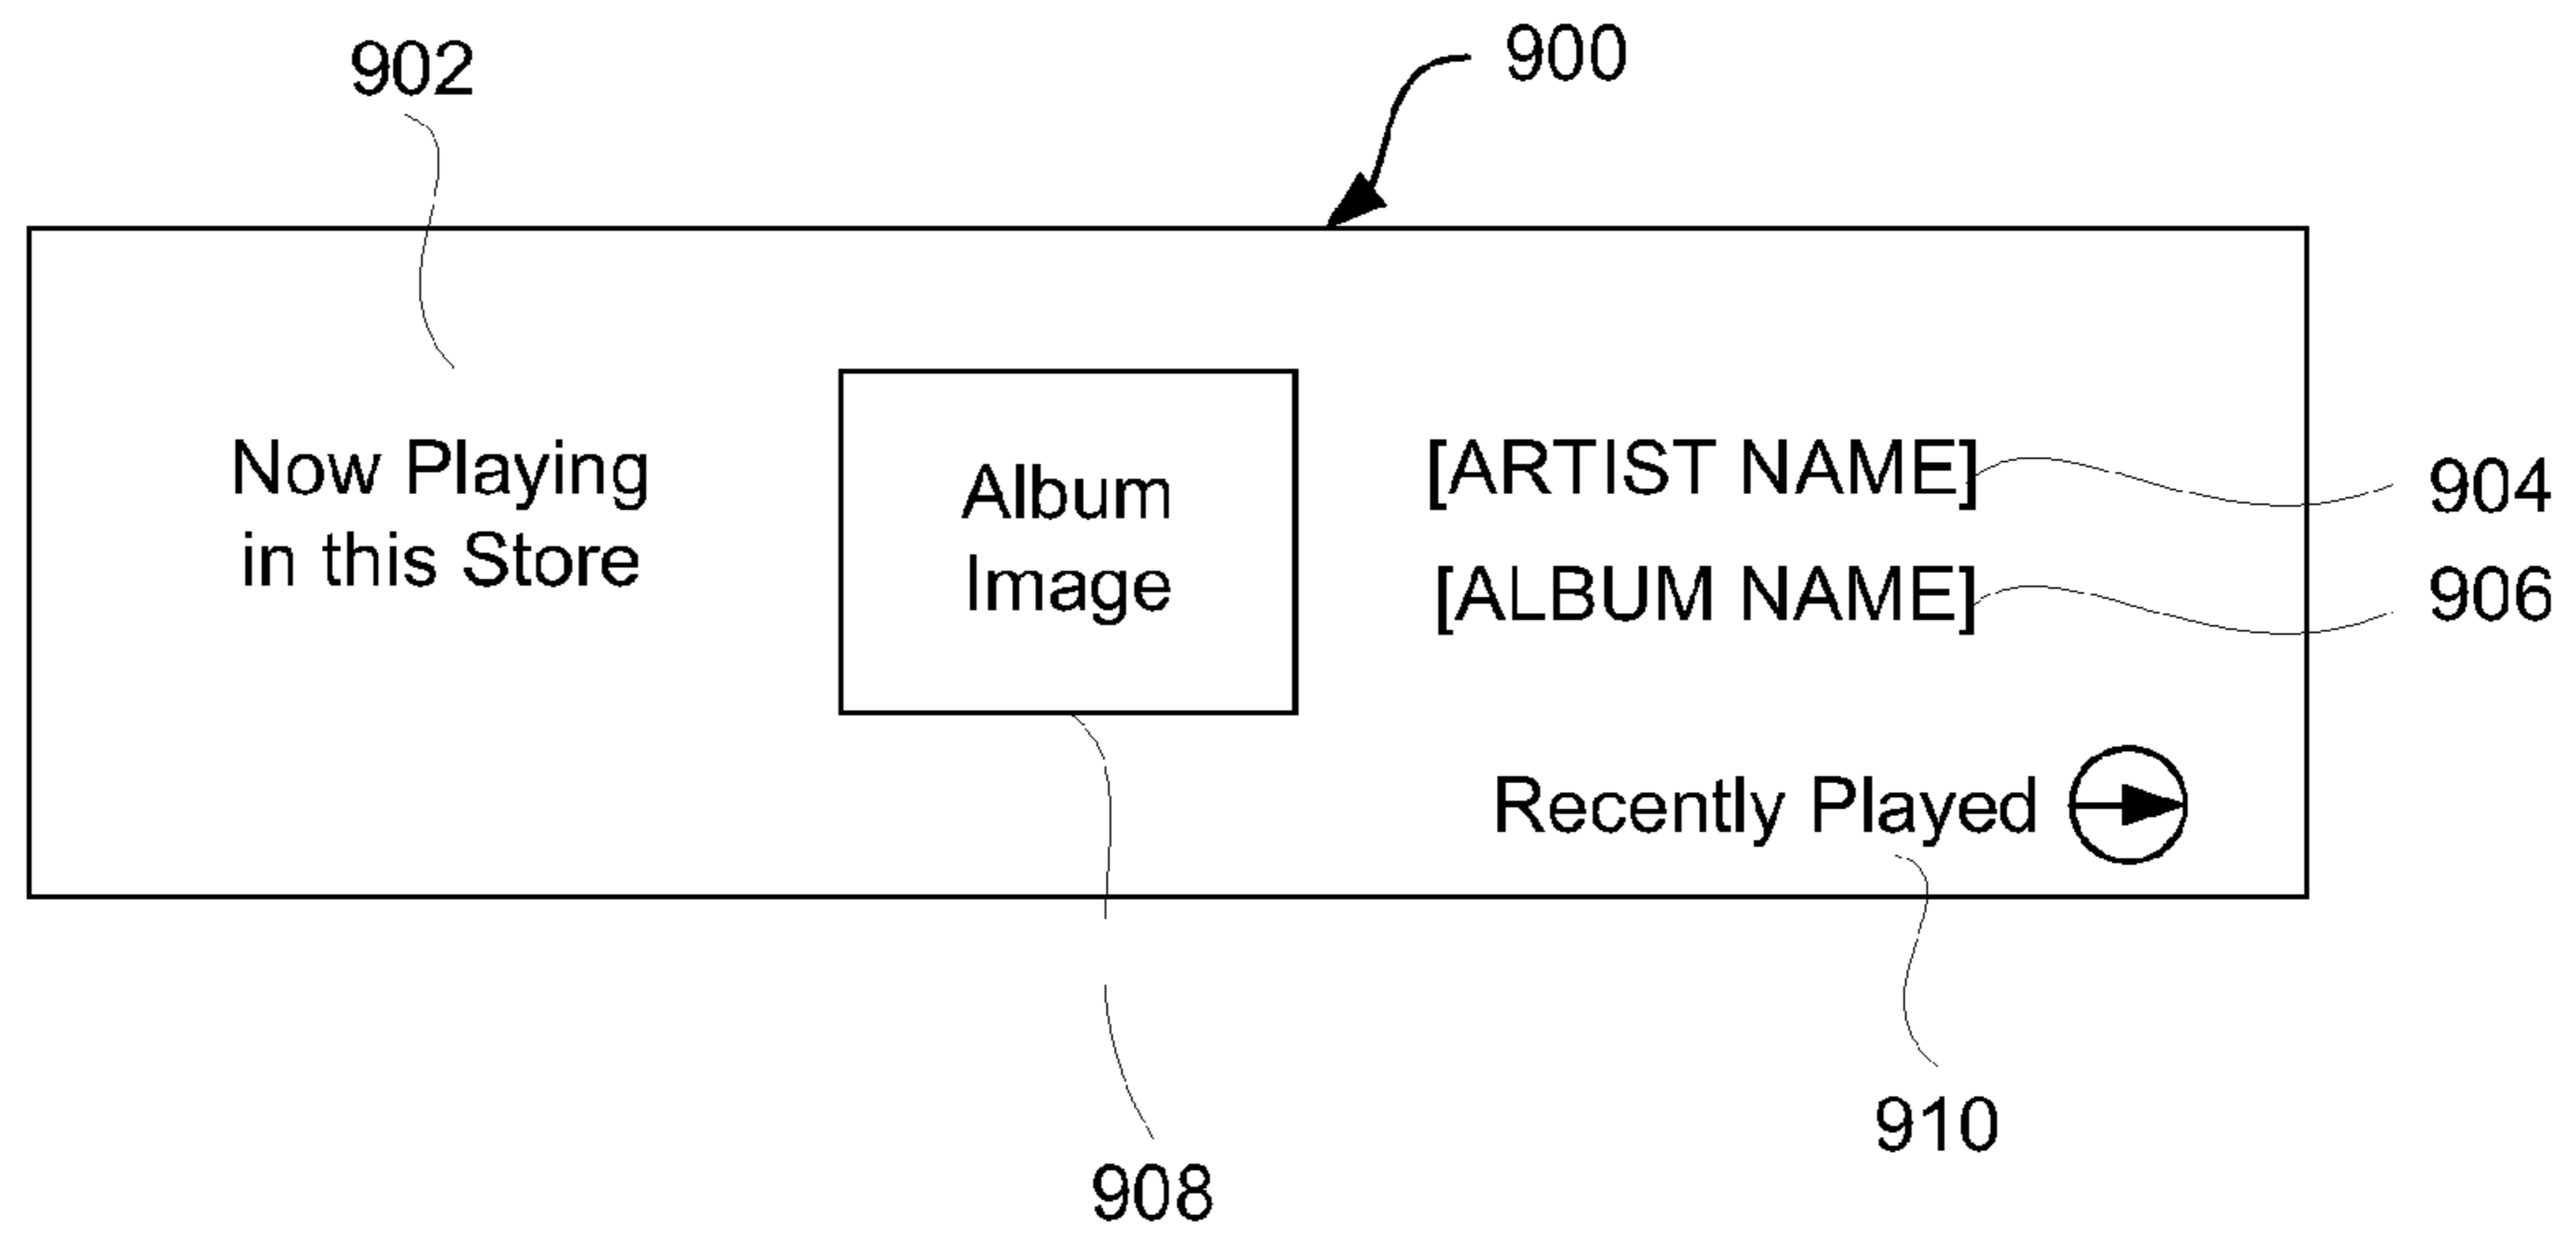 902
900
Now Playing
in this Store
Album
Image
[ARTIST NAME]
904
[ALBUM NAME]
906
Recently Played
910
908